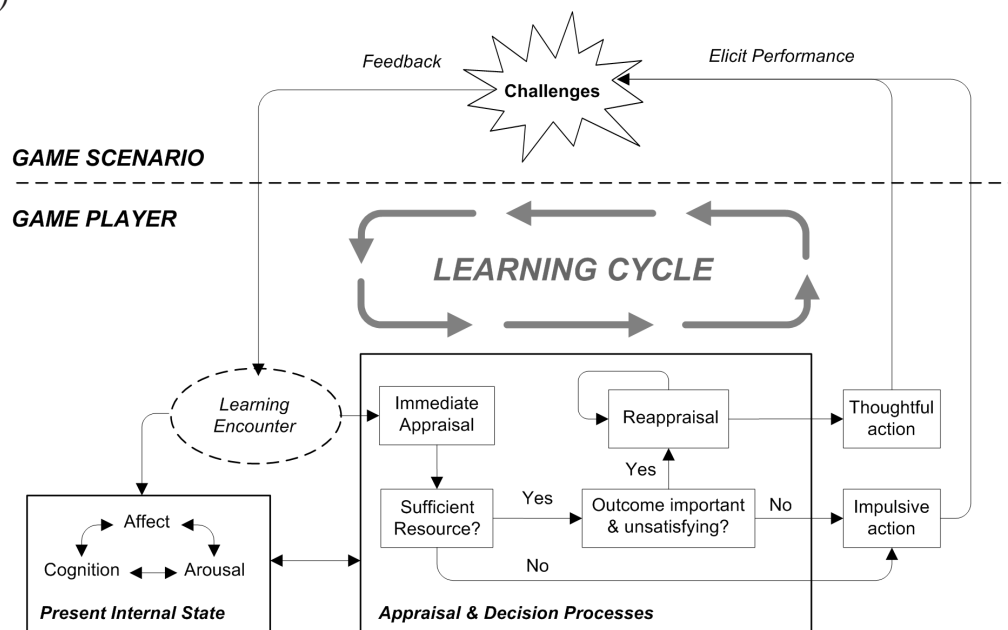 )
Feedback
Elicit Performance
Challenges
GAME SCENARIO
GAME PLAYER
LEARNING CYCLE
Learning
Encounter
Immediate
Appraisal
Reappraisal
Thoughtful
action
Yes
Sufficient
Resource?
Yes
Outcome important
& unsatisfying?
No
Impulsive
action
No
Affect
Cognition
Arousal
Present Internal State
Appraisal & Decision Processes